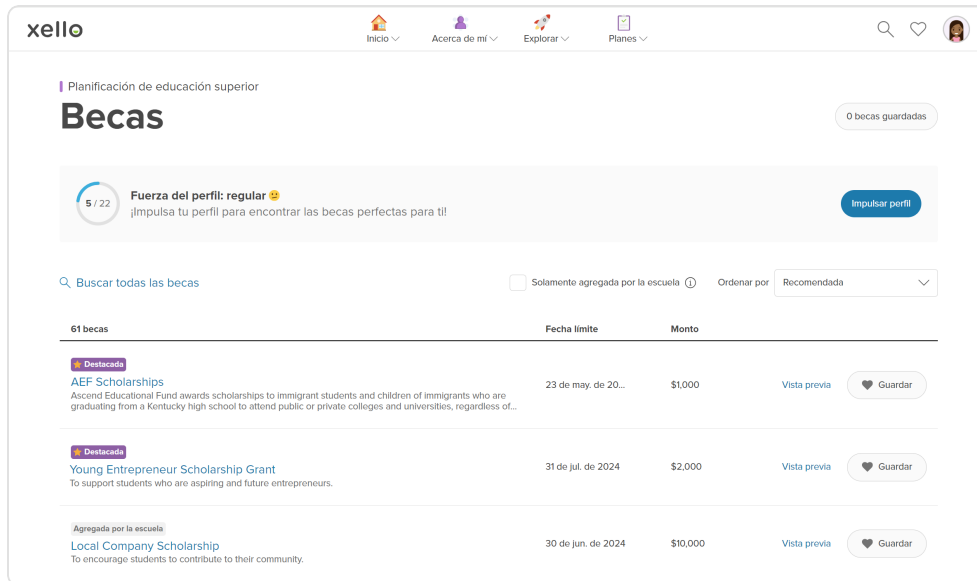 xello
Inicio
Acerca de mí
Explorar
Planes
Planificación de educación superior
Becas
0 becas guardadas
5 / 22
Fuerza del perfil: regular
¡Impulsa tu perfil para encontrar las becas perfectas para ti!
Impulsar perfil
Buscar todas las becas
Solamente agregada por la escuela
Ordenar por
Recomendada
61 becas
Fecha límite
Monto
Destacada
AEF Scholarships
Ascend Educational Fund awards scholarships to immigrant students and children of immigrants who are
graduating from a Kentucky high school to attend public or private colleges and universities, regardless of...
23 de may. de 20...
$1,000
Vista previa
Guardar
Destacada
Young Entrepreneur Scholarship Grant
To support students who are aspiring and future entrepreneurs.
31 de jul. de 2024
$2,000
Vista previa
Guardar
Agregada por la escuela
Local Company Scholarship
To encourage students to contribute to their community.
30 de jun. de 2024
$10,000
Vista previa
Guardar